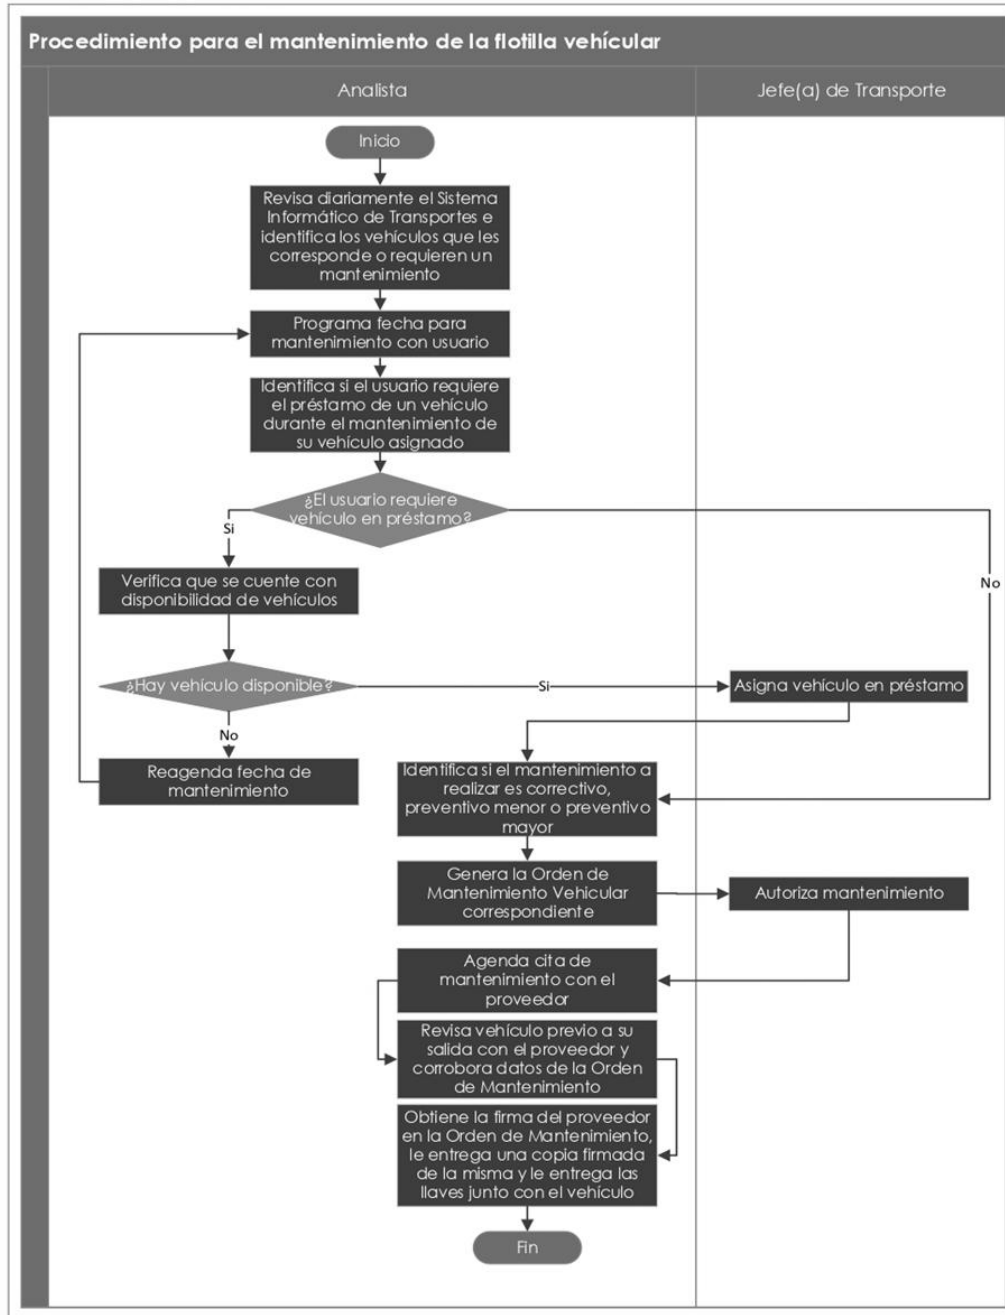 Procedimiento para el mantenimiento de la flotilla vehícular
Analista
Jefe(a) de Transporte
Inicio
Revisa diariamente el Sistema
Informático de Transportes e
identifica los vehículos que les
corresponde o requieren un
mantenimiento
Programa fecha para
mantenimiento con usuario
Identifica si el usuario requiere
el préstamo de un vehículo
durante el mantenimiento de
su vehículo asignado
¿El usuario requiere
vehículo en préstamo?
Si
No
Verifica que se cuente con
disponibilidad de vehículos
¿Hay vehículo disponible?
Si
Asigna vehículo en préstamo
No
Reagenda fecha de
mantenimiento
Identifica si el mantenimiento a
realizar es correctivo,
preventivo menor o preventivo
mayor
Genera la Orden de
Mantenimiento Vehicular
correspondiente
Autoriza mantenimiento
Agenda cita de
mantenimiento con el
proveedor
Revisa vehículo previo a su
salida con el proveedor y
corrobora datos de la Orden
de Mantenimiento
Obtiene la firma del proveedor
en la Orden de Mantenimiento,
le entrega una copia firmada
de la misma y le entrega las
llaves junto con el vehículo
Fin